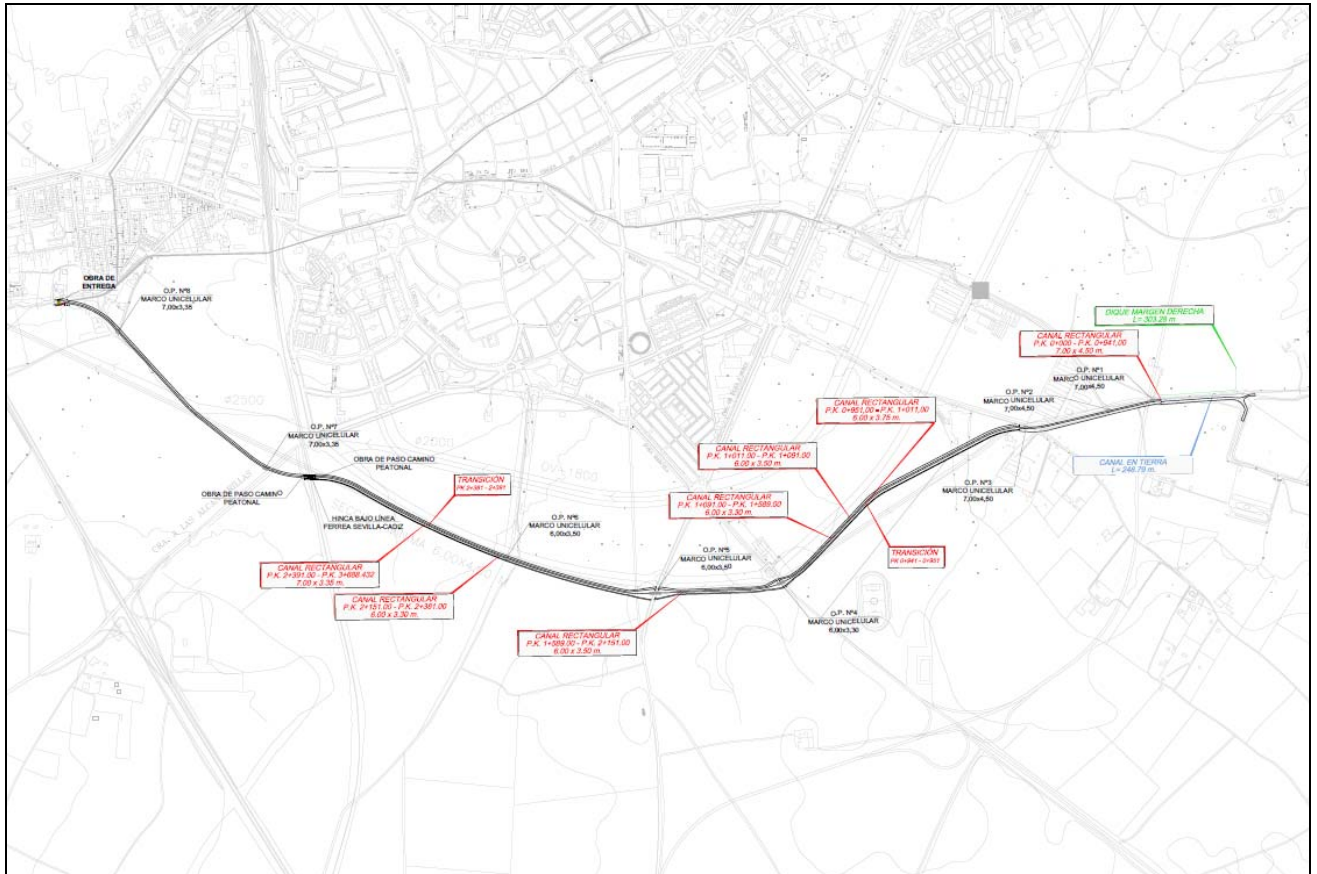 OBRA DE
ENTREGA
O.P. Nº8
MARCO UNICELULAR
7,00x3,35
DIQUE MARGEN DERECHA
L= 303.29 m.
CANAL RECTANGULAR
P.K. 0+000 - P.K. 0+941,00
7.00 x 4.50 m.
O.P. Nº1
MARCO UNICELULAR
7,00x4,50
O.P. Nº2
MARCO UNICELULAR
7,00x4,50
CANAL RECTANGULAR
P.K. 0+951,00 - P.K. 1+011,00
6.00 x 3.75 m.
Ø2500
O.P. Nº7
MARCO UNICELULAR
7,00x3,35
CANAL RECTANGULAR
P.K. 1+011.00 - P.K. 1+091.00
6.00 x 3.50 m.
CANAL EN TIERRA
L= 248.79 m.
OBRA DE PASO CAMINO
PEATONAL
OBRA DE PASO CAMINO
PEATONAL
TRANSICIÓN
O.P. Nº3
MARCO UNICELULAR
7,00x4,50
CANAL RECTANGULAR
P.K. 1+091.00 - P.K. 1+589.00
6.00 x 3.30 m.
HINCA BAJO LÍNEA
FERREA SEVILLA-CADIZ
O.P. Nº6
MARCO UNICELULAR
6,00x3,50
O.P. Nº5
MARCO UNICELULAR
6,00x3,50
TRANSICIÓN
CANAL RECTANGULAR
P.K. 2+391.00 - P.K. 3+688.432
7.00 x 3.35 m.
CANAL RECTANGULAR
P.K. 2+151.00 - P.K. 2+381.00
6.00 x 3.30 m.
O.P. Nº4
MARCO UNICELULAR
6,00x3,30
CANAL RECTANGULAR
P.K. 1+589.00 - P.K. 2+151.00
6.00 x 3.50 m.